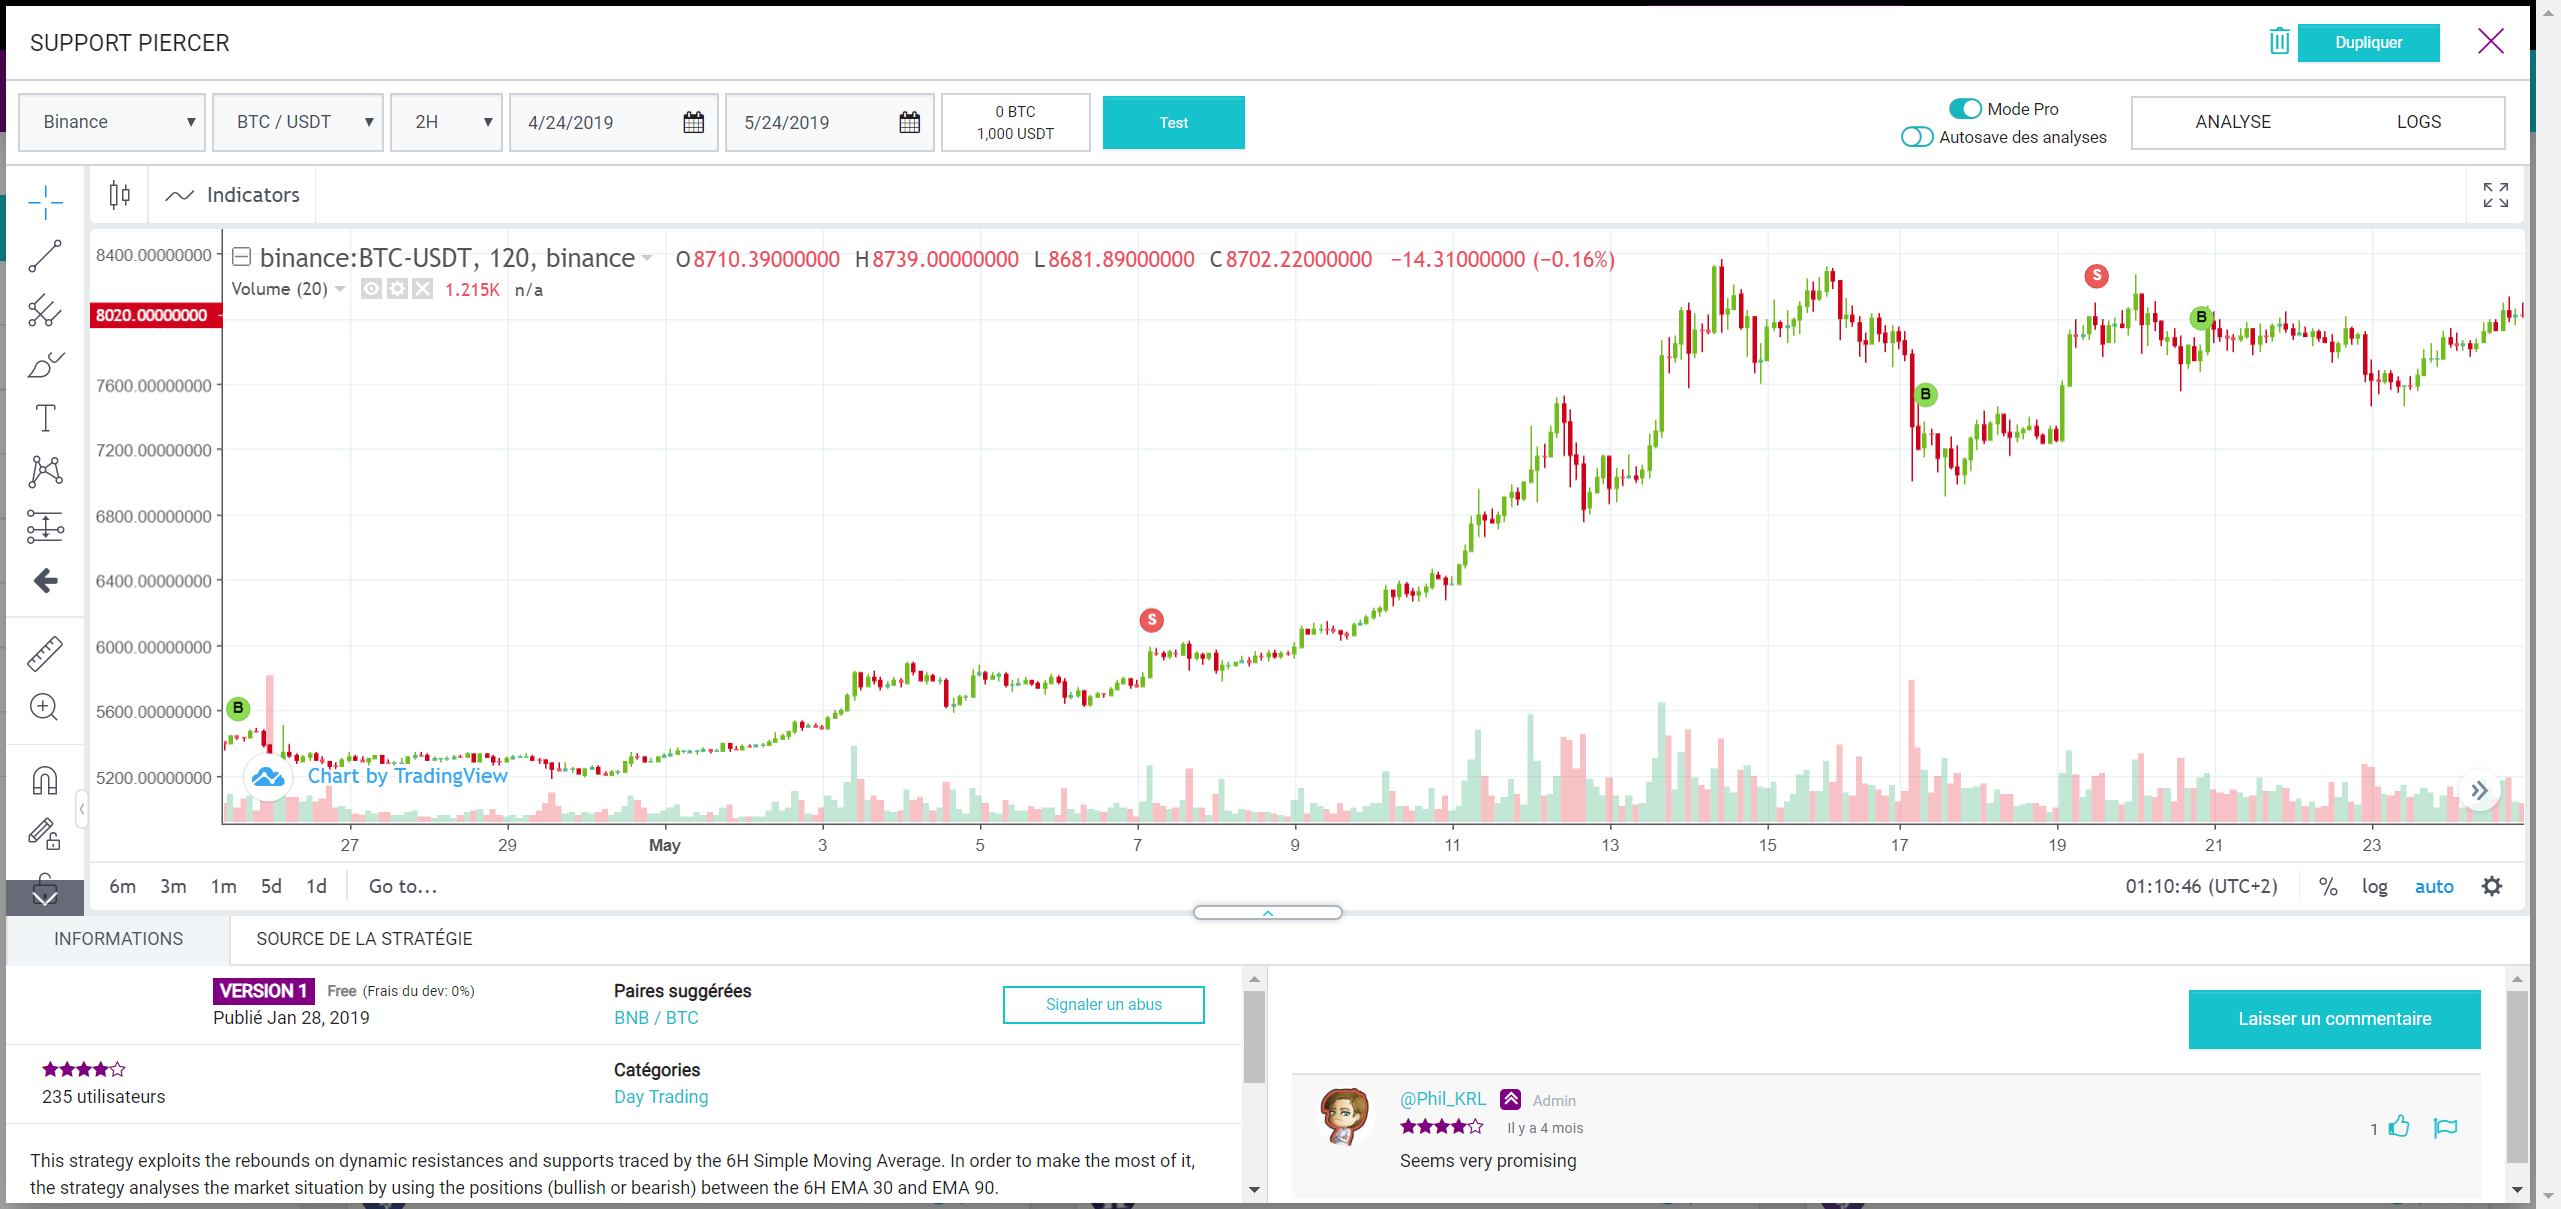 SUPPORT PIERCER
Dupliquer
Binance
BTC / USDT
2H
4/24/2019
5/24/2019
0 BTC
1,000 USDT
Test
Mode Pro
Autosave des analyses
ANALYSE
LOGS
Indicators
binance:BTC-USDT, 120, binance
O8710.39000000 H8739.00000000 L8681.89000000 C8702.22000000 −14.31000000 (−0.16%)
Volume (20)
1.215K n/a
8400.00000000
8020.00000000
7600.00000000
7200.00000000
6800.00000000
6400.00000000
6000.00000000
5600.00000000
5200.00000000
B
S
B
S
B
Chart by TradingView
27 29 May 3 5 7 9 11 13 15 17 19 21 23
6m 3m 1m 5d 1d Go to...
01:10:46 (UTC+2) % log auto
INFORMATIONS
SOURCE DE LA STRATÉGIE
VERSION 1 Free (Frais du dev: 0%)
Publié Jan 28, 2019
Paires suggérées
BNB / BTC
Signaler un abus
235 utilisateurs
Catégories
Day Trading
This strategy exploits the rebounds on dynamic resistances and supports traced by the 6H Simple Moving Average. In order to make the most of it,
the strategy analyses the market situation by using the positions (bullish or bearish) between the 6H EMA 30 and EMA 90.
Laisser un commentaire
@Phil_KRL Admin
Il y a 4 mois
1
Seems very promising